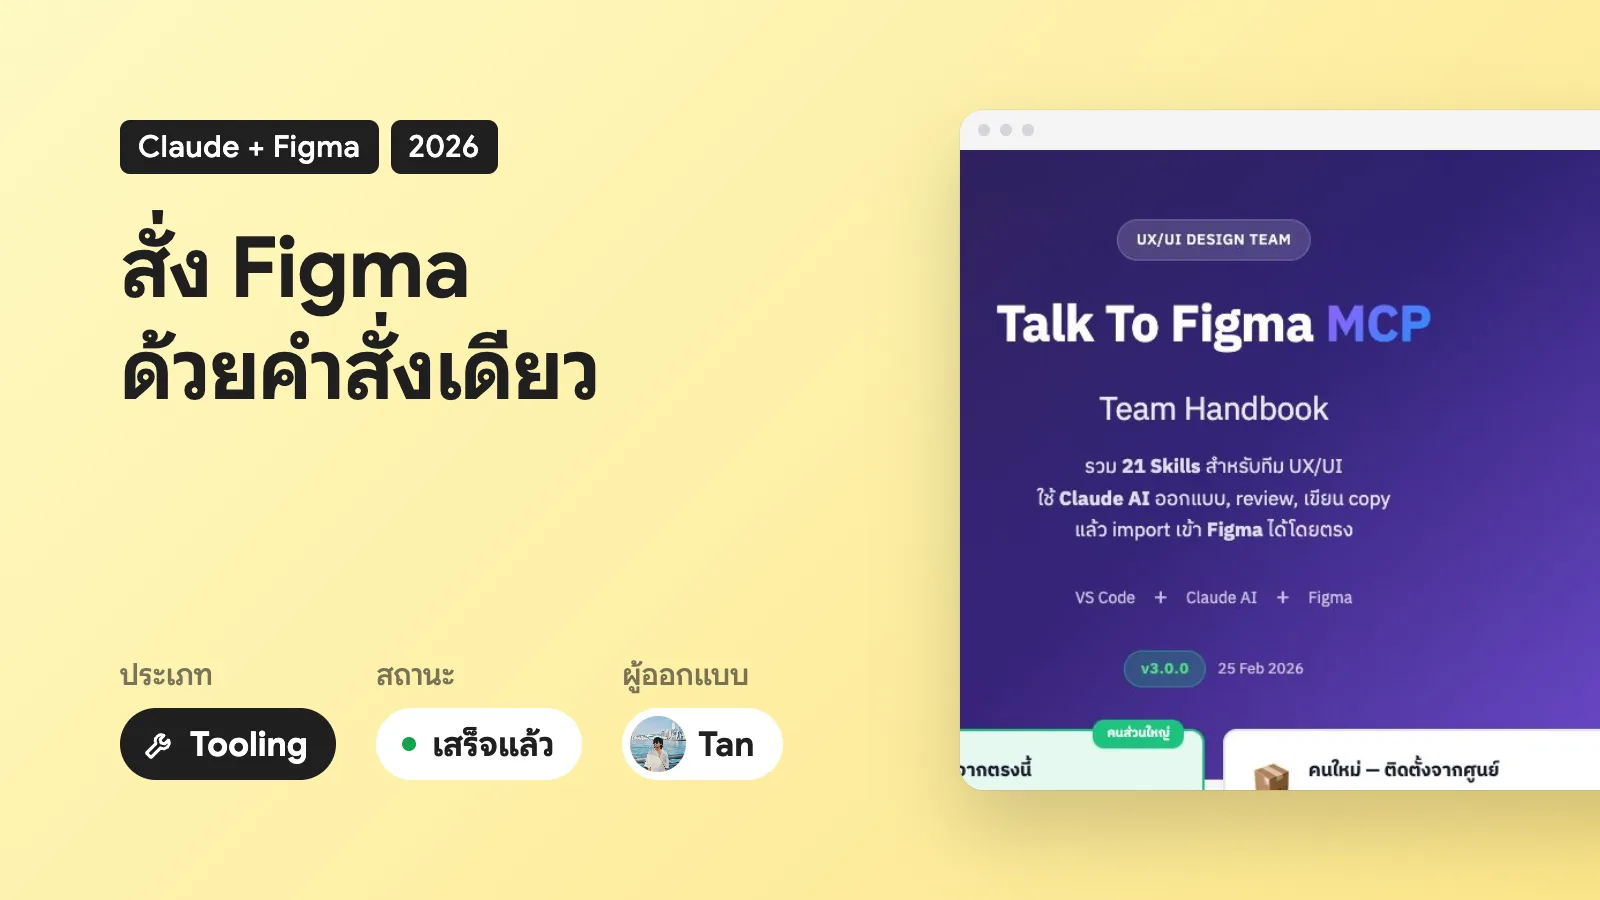 Claude + Figma
2026
สั่ง Figma
ด้วยคำสั่งเดียว
ประเภท
Tooling
สถานะ
เสร็จแล้ว
ผู้ออกแบบ
Tan
UX/UI DESIGN TEAM
Talk To Figma MCP
Team Handbook
รวม 21 Skills สำหรับทีม UX/UI
ใช้ Claude AI ออกแบบ, review, เขียน copy
แล้ว import เข้า Figma ได้โดยตรง
VS Code + Claude AI + Figma
v3.0.0 25 Feb 2026
คนส่วนใหญ่
จากตรงนี้
คนใหม่ — ติดตั้งจากศูนย์